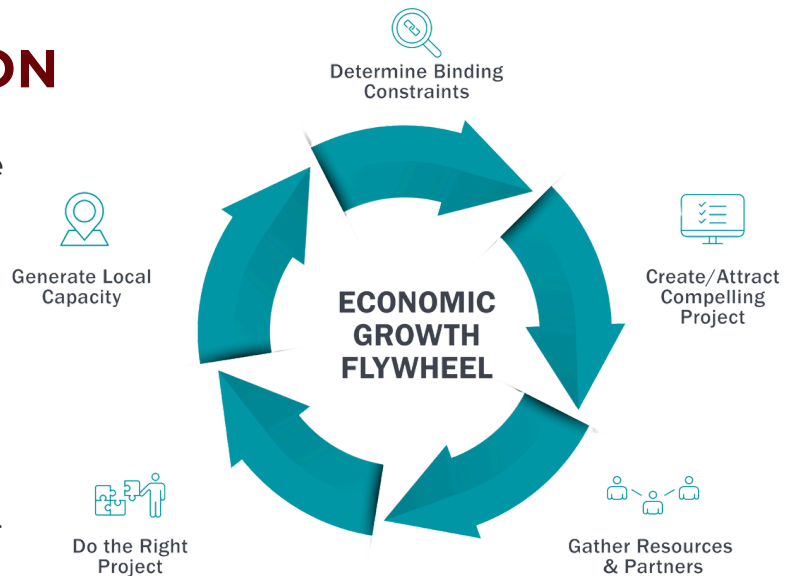 ON
e
Determine Binding
Constraints
Generate Local
Capacity
Create/Attract
Compelling
Project
ECONOMIC
GROWTH
FLYWHEEL
.
Do the Right
Project
Gather Resources
& Partners